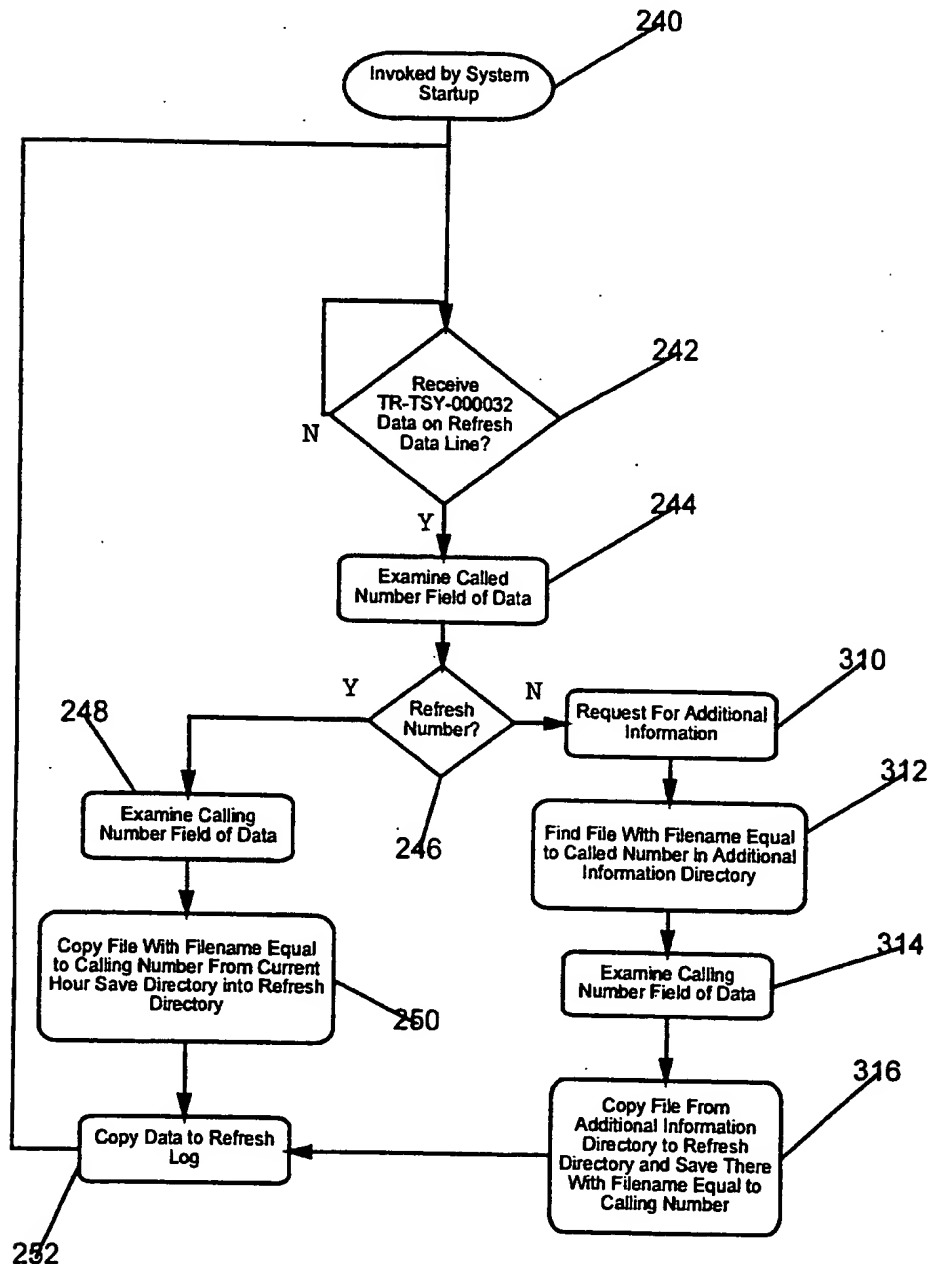 240
Invoked by System
Startup
242
Receive
TR-TSY-000032
Data on Refresh
Data Line?
N
Y
244
Examine Called
Number Field of Data
310
Y
N
Refresh
Number?
Request For Additional
Information
248
246
312
Examine Calling
Number Field of Data
Find File With Filename Equal
to Called Number In Additional
Information Directory
314
Copy File With Filename Equal
to Calling Number From Current
Hour Save Directory into Refresh
Directory
Examine Calling
Number Field of Data
250
316
Copy Data to Refresh
Log
Copy File From
Additional Information
Directory to Refresh
Directory and Save There
With Filename Equal to
Calling Number
252